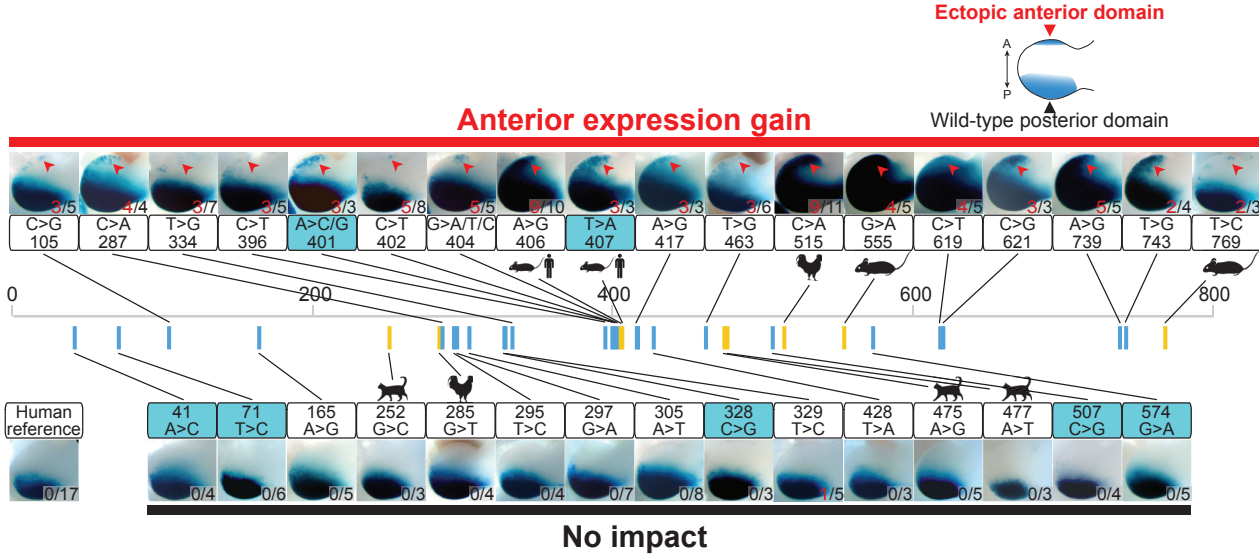 Ectopic anterior domain
A
P
Wild-type posterior domain
Anterior expression gain
3/5 4/4 3/7 3/5 3/3 5/8 5/5 9/10 3/3 3/3 3/6 9/11 4/5 4/5 3/3 5/5 2/4 2/3
C>G C>A T>G C>T A>C/G C>T G>A/T/C A>G T>A A>G T>G C>A G>A C>T C>G A>G T>G T>C
105 287 334 396 401 402 404 406 407 417 463 515 555 619 621 739 743 769
0 200 400 600 800
Human 41 71 165 252 285 295 297 305 328 329 428 475 477 507 574
reference A>C T>C A>G G>C G>T T>C G>A A>T C>G T>C T>A A>G A>T C>G G>A
0/17 0/4 0/6 0/5 0/3 0/4 0/4 0/7 0/8 0/3 1/5 0/3 0/5 0/3 0/4 0/5
No impact